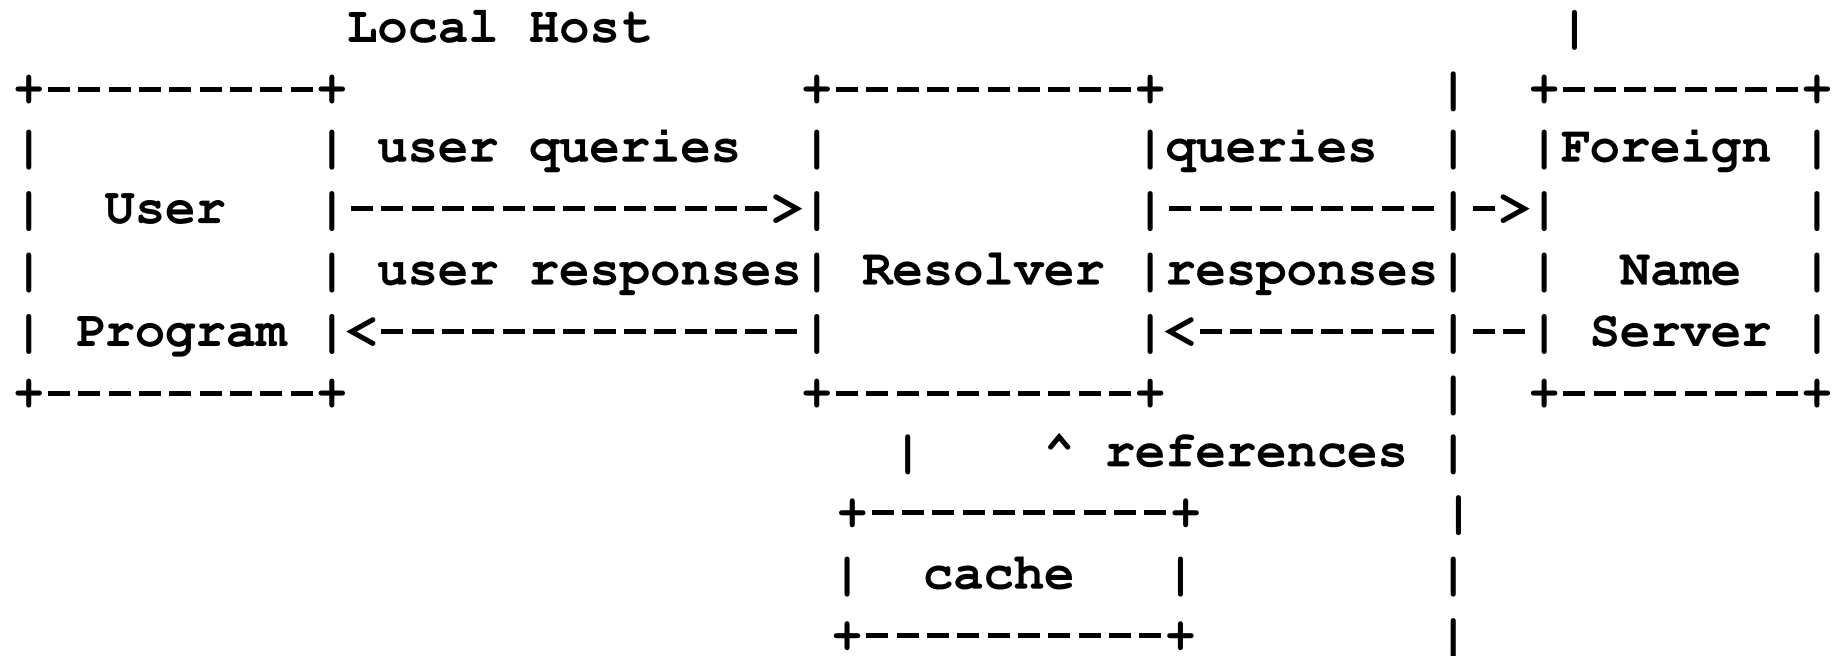 Local Host                                |
+----------+               +----------+         |  +--------+
|          | user queries  |          |queries  |  |Foreign |
|  User    |-------------->|          |---------|->|        |
|          | user responses| Resolver |responses|  |  Name  |
| Program  |<--------------|          |<--------|--| Server |
+----------+               +----------+         |  +--------+
|    ^ references |
+----------+ |
|  cache   | |
+----------+ |